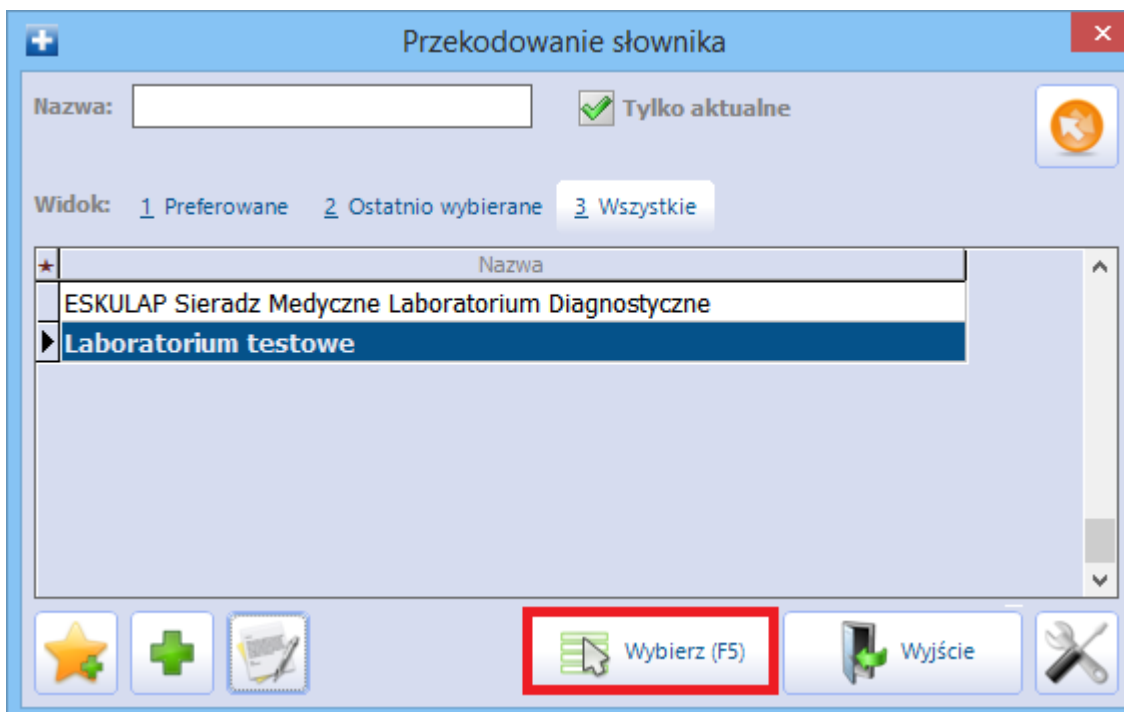 Przekodowanie słownika
Nazwa:
Tylko aktualne
Widok: 1 Preferowane 2 Ostatnio wybierane 3 Wszystkie
Nazwa
ESKULAP Sieradz Medyczne Laboratorium Diagnostyczne
Laboratorium testowe
Wybierz (F5) Wyjście